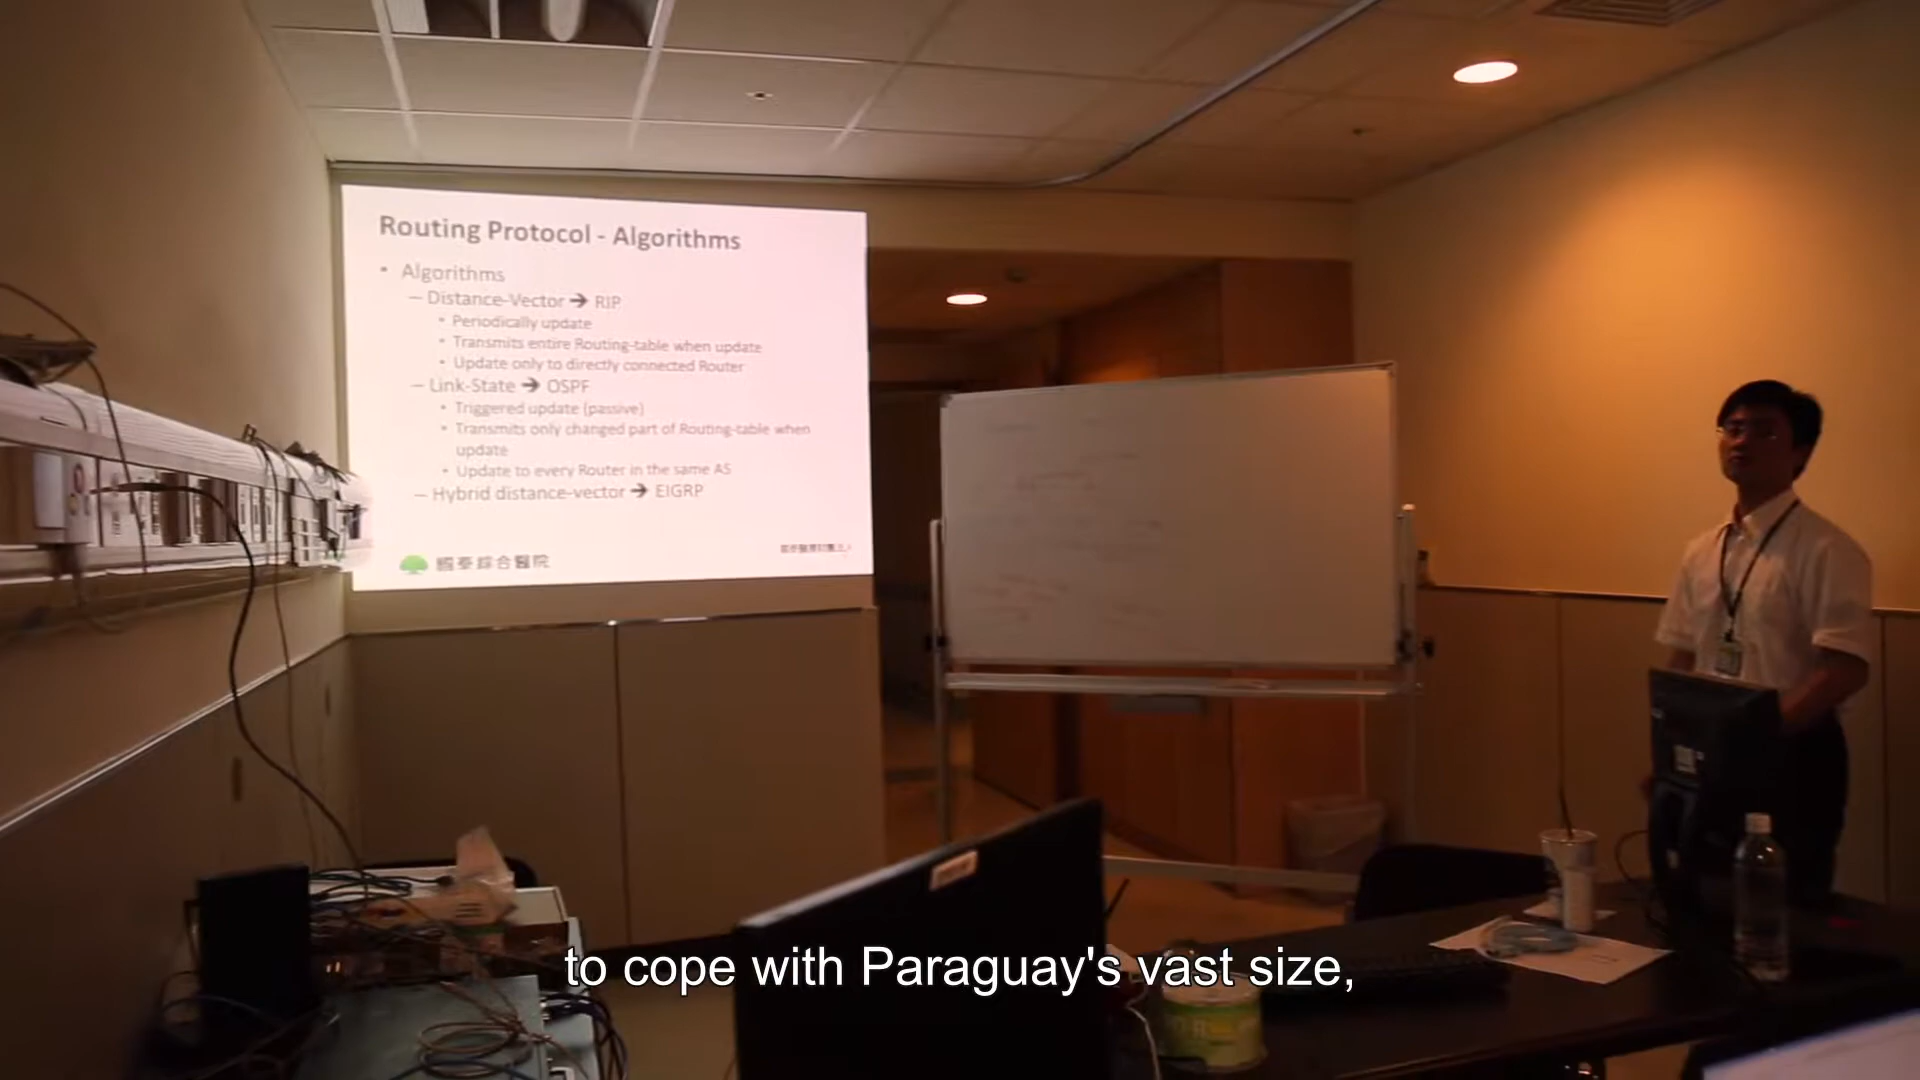 Routing Protocol - Algorithms
• Algorithms
– Distance-Vector → RIP
• Periodically update
• Transmits entire Routing-table when update
• Update only to directly connected Router
– Link-State → OSPF
• Triggered update (passive)
• Transmits only changed part of Routing-table when
update
• Update to every Router in the same AS
– Hybrid distance-vector → EIGRP
國泰綜合醫院
to cope with Paraguay's vast size,